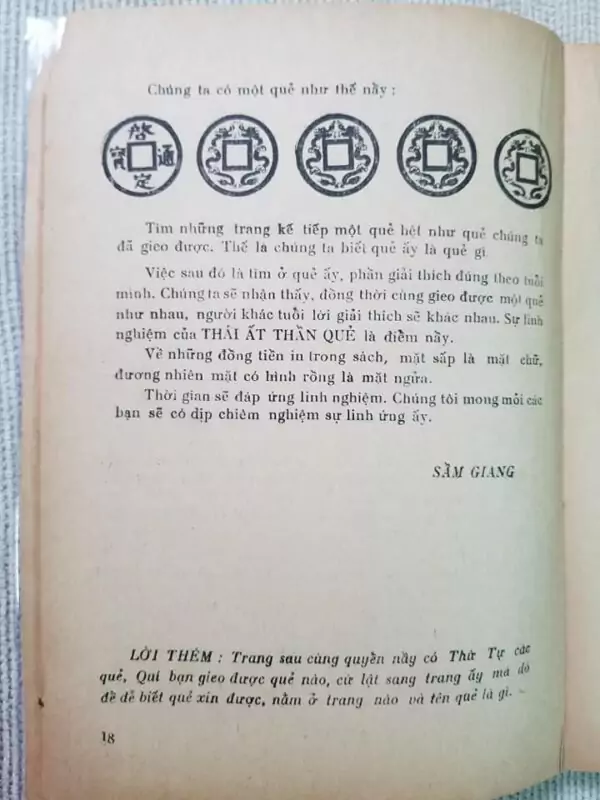 Chúng ta có một quẻ như thế nầy :
啓定通寶
Tìm những trang kế tiếp một quẻ hệt như quẻ chúng ta
đã gieo được. Thế là chúng ta biết quẻ ấy là quẻ gì.
Việc sau đó là tìm ở quẻ ấy, phần giải thích đúng theo tuổi
mình. Chúng ta sẽ nhận thấy, đồng thời cùng gieo được một quẻ
như nhau, người khác tuổi lời giải thích sẽ khác nhau. Sự linh
nghiệm của THÁI ẤT THẦN QUẺ là điềm nầy.
Về những đồng tiền in trong sách, mặt sấp là mặt chữ,
đương nhiên mặt có hình rồng là mặt ngửa.
Thời gian sẽ đáp ứng linh nghiệm. Chúng tôi mong mỏi các
bạn sẽ có dịp chiêm nghiệm sự linh ứng ấy.
SẦM GIANG
LỜI THÊM : Trang sau cùng quyền nầy có Thứ Tự các
quẻ, Quí bạn gieo được quẻ nào, cứ lật sang trang ấy mà dò
đề dễ biết quẻ xin được, nằm ở trang nào và tên quẻ là gì. –
18